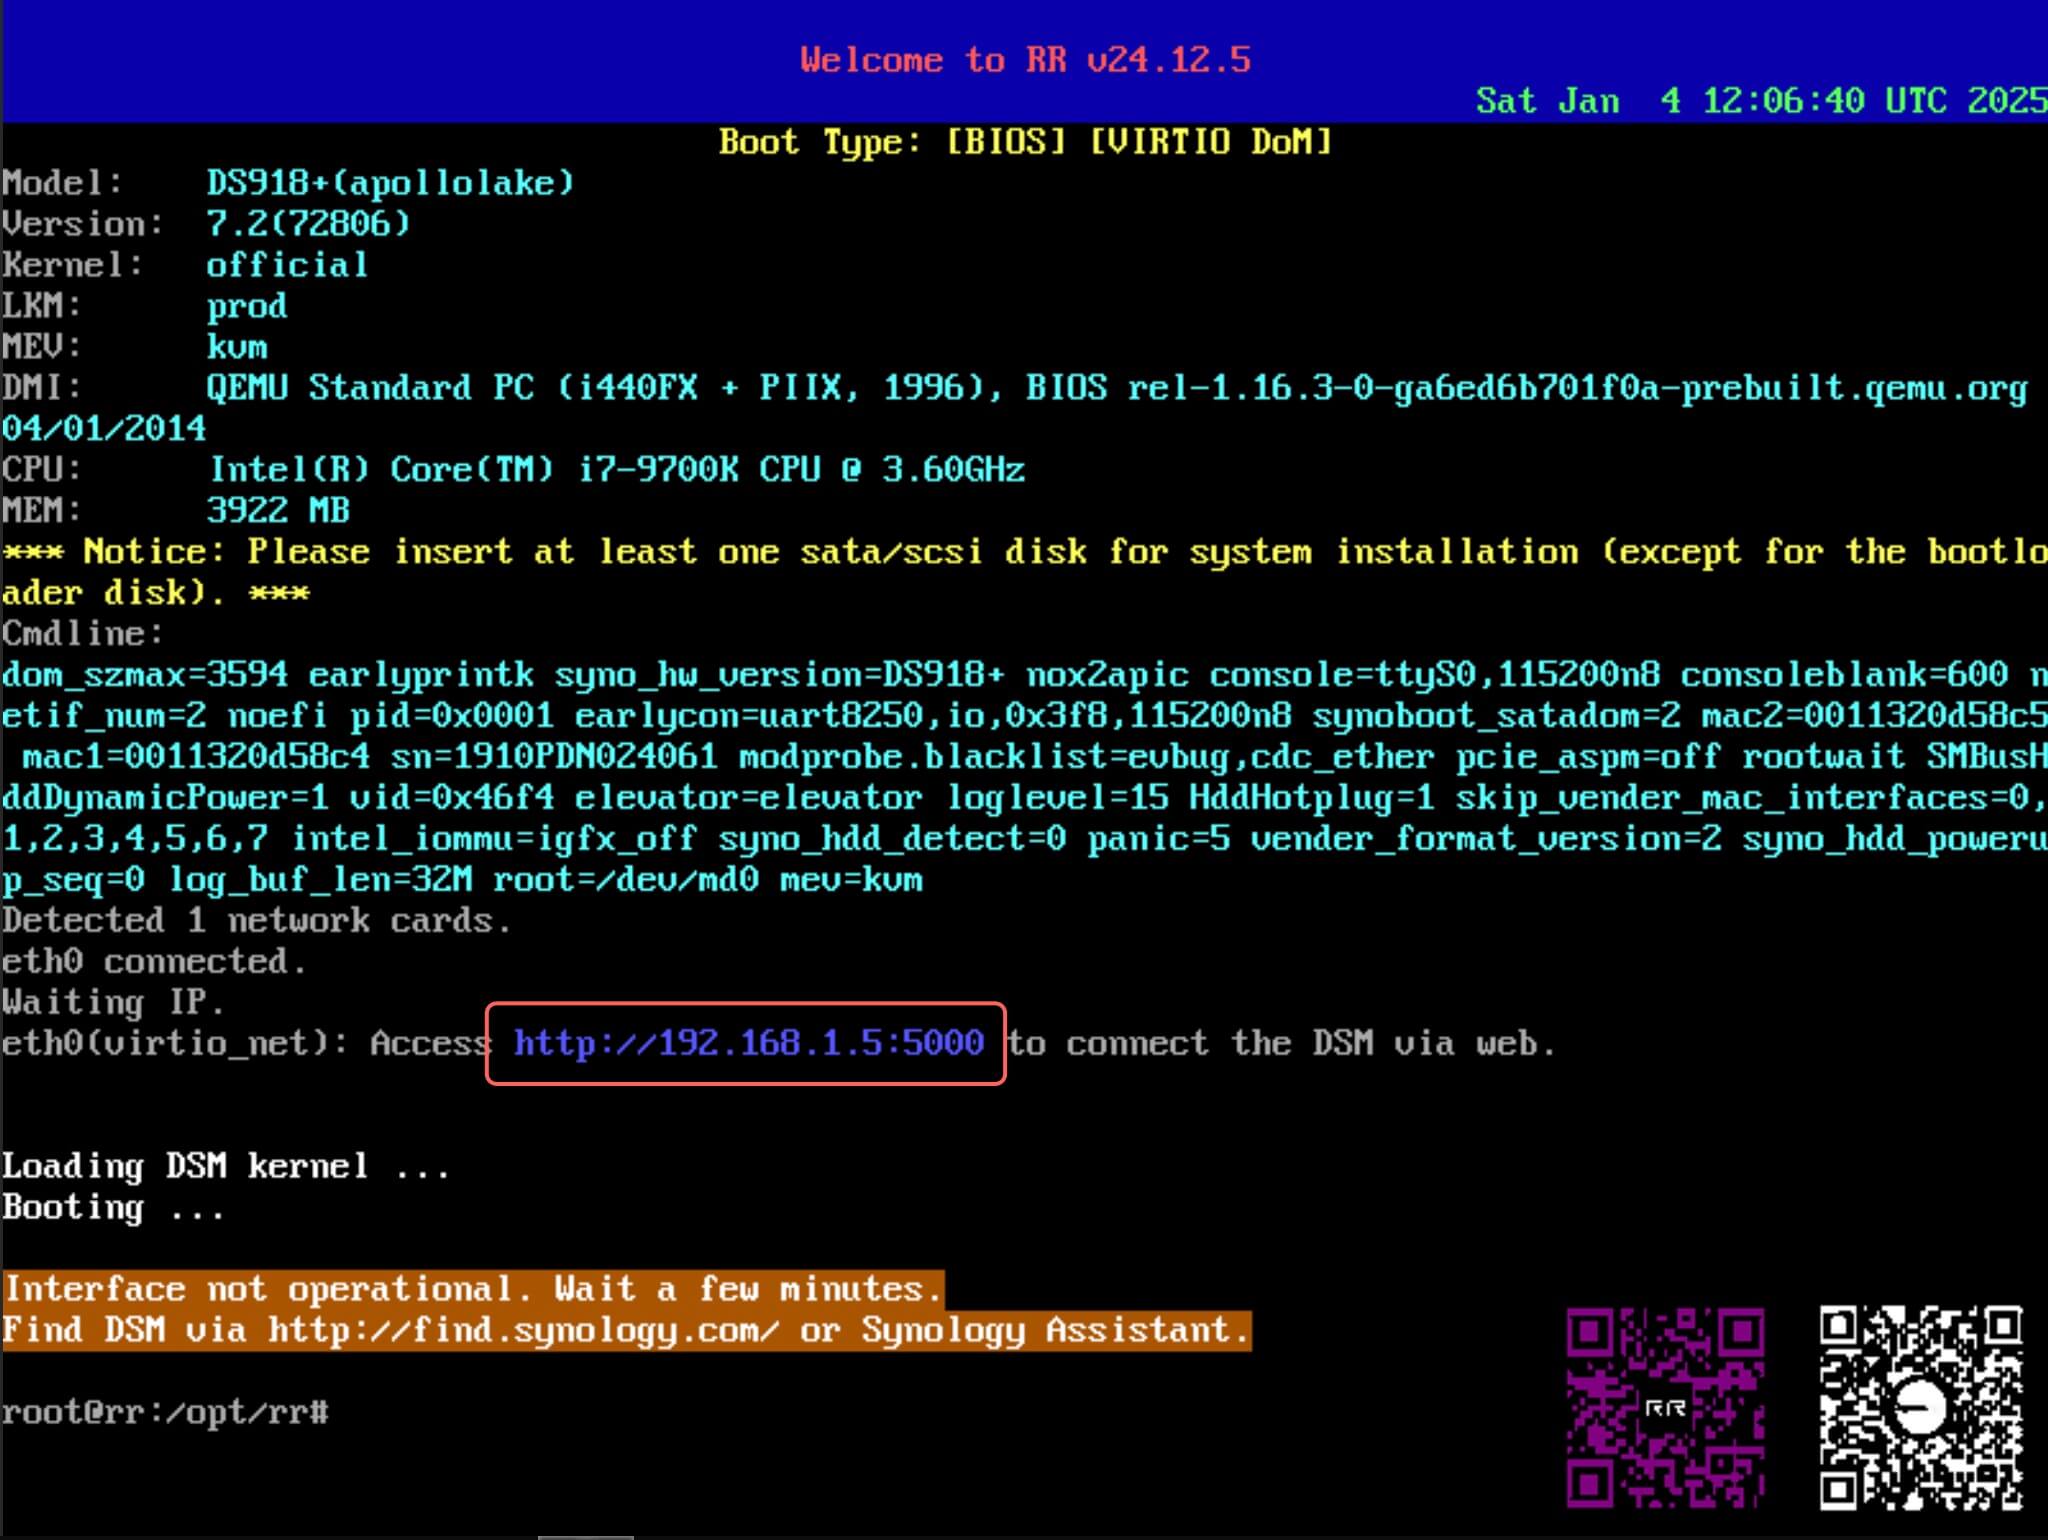 Welcome to RR v24.12.5
Sat Jan  4 12:06:40 UTC 2025
Boot Type: [BIOS] [VIRTIO DoM]
Model:    DS918+(apollolake)
Version:  7.2(72806)
Kernel:   official
LKM:      prod
MEV:      kvm
DMI:      QEMU Standard PC (i440FX + PIIX, 1996), BIOS rel-1.16.3-0-ga6ed6b701f0a-prebuilt.qemu.org
04/01/2014
CPU:      Intel(R) Core(TM) i7-9700K CPU @ 3.60GHz
MEM:      3922 MB
*** Notice: Please insert at least one sata/scsi disk for system installation (except for the bootlo
ader disk). ***
Cmdline:
dom_szmax=3594 earlyprintk syno_hw_version=DS918+ nox2apic console=ttyS0,115200n8 consoleblank=600 n
etif_num=2 noefi pid=0x0001 earlycon=uart8250,io,0x3f8,115200n8 synoboot_satadom=2 mac2=0011320d58c5
 mac1=0011320d58c4 sn=1910PDN024061 modprobe.blacklist=evbug,cdc_ether pcie_aspm=off rootwait SMBusH
ddDynamicPower=1 vid=0x46f4 elevator=elevator loglevel=15 HddHotplug=1 skip_vender_mac_interfaces=0,
1,2,3,4,5,6,7 intel_iommu=igfx_off syno_hdd_detect=0 panic=5 vender_format_version=2 syno_hdd_poweru
p_seq=0 log_buf_len=32M root=/dev/md0 mev=kvm
Detected 1 network cards.
eth0 connected.
Waiting IP.
eth0(virtio_net): Access http://192.168.1.5:5000 to connect the DSM via web.
Loading DSM kernel ...
Booting ...
Interface not operational. Wait a few minutes.
Find DSM via http://find.synology.com/ or Synology Assistant.
root@rr:/opt/rr#
RR